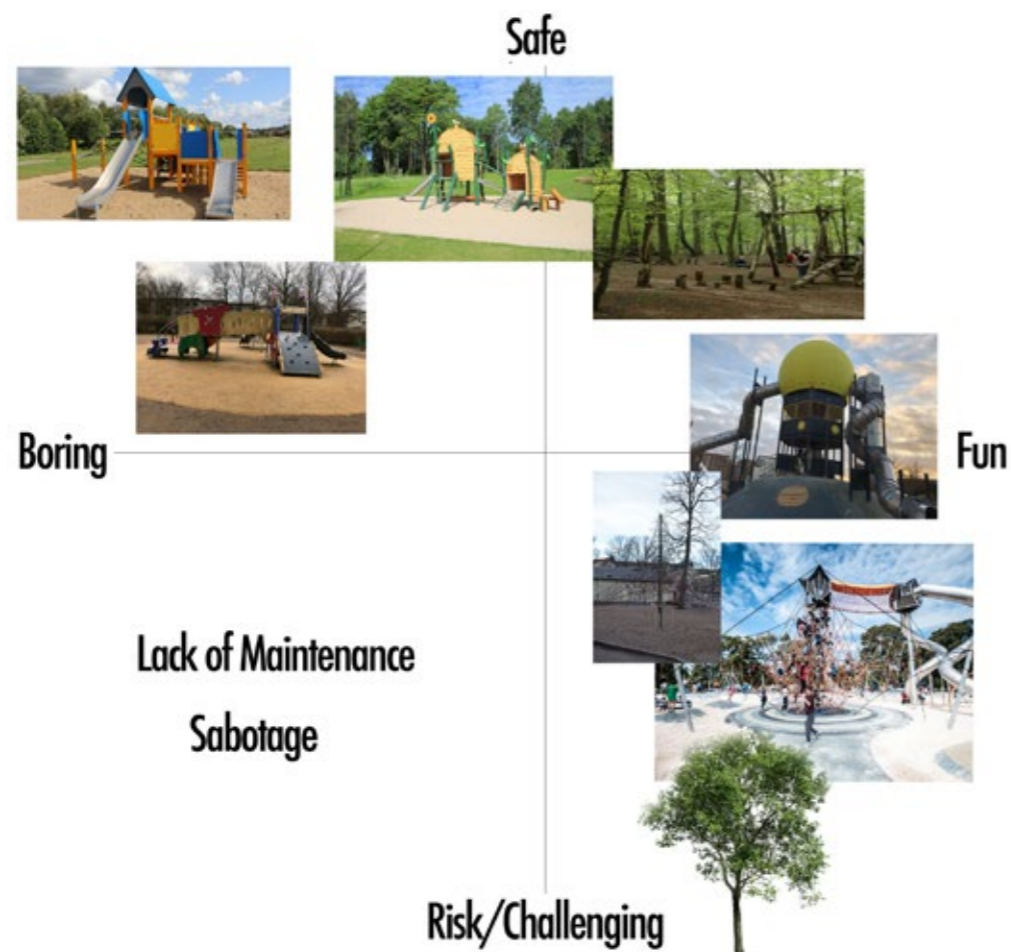 Safe
Boring
Fun
Lack of Maintenance
Sabotage
Risk/Challenging